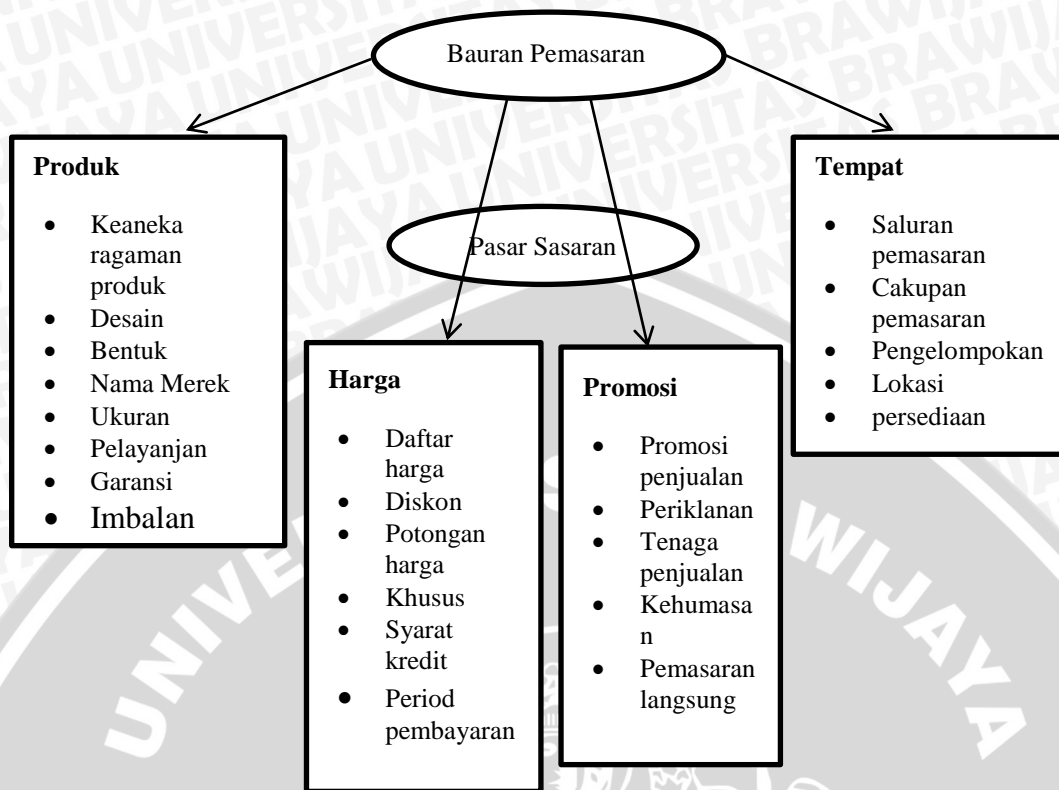 Bauran Pemasaran
Produk
• Keaneka
ragaman
produk
• Desain
• Bentuk
• Nama Merek
• Ukuran
• Pelayanjan
• Garansi
• Imbalan
Pasar Sasaran
Harga
• Daftar
harga
• Diskon
• Potongan
harga
• Khusus
• Syarat
kredit
• Period
pembayaran
Promosi
• Promosi
penjualan
• Periklanan
• Tenaga
penjualan
• Kehumasa
n
• Pemasaran
langsung
Tempat
• Saluran
pemasaran
• Cakupan
pemasaran
• Pengelompokan
• Lokasi
• persediaan